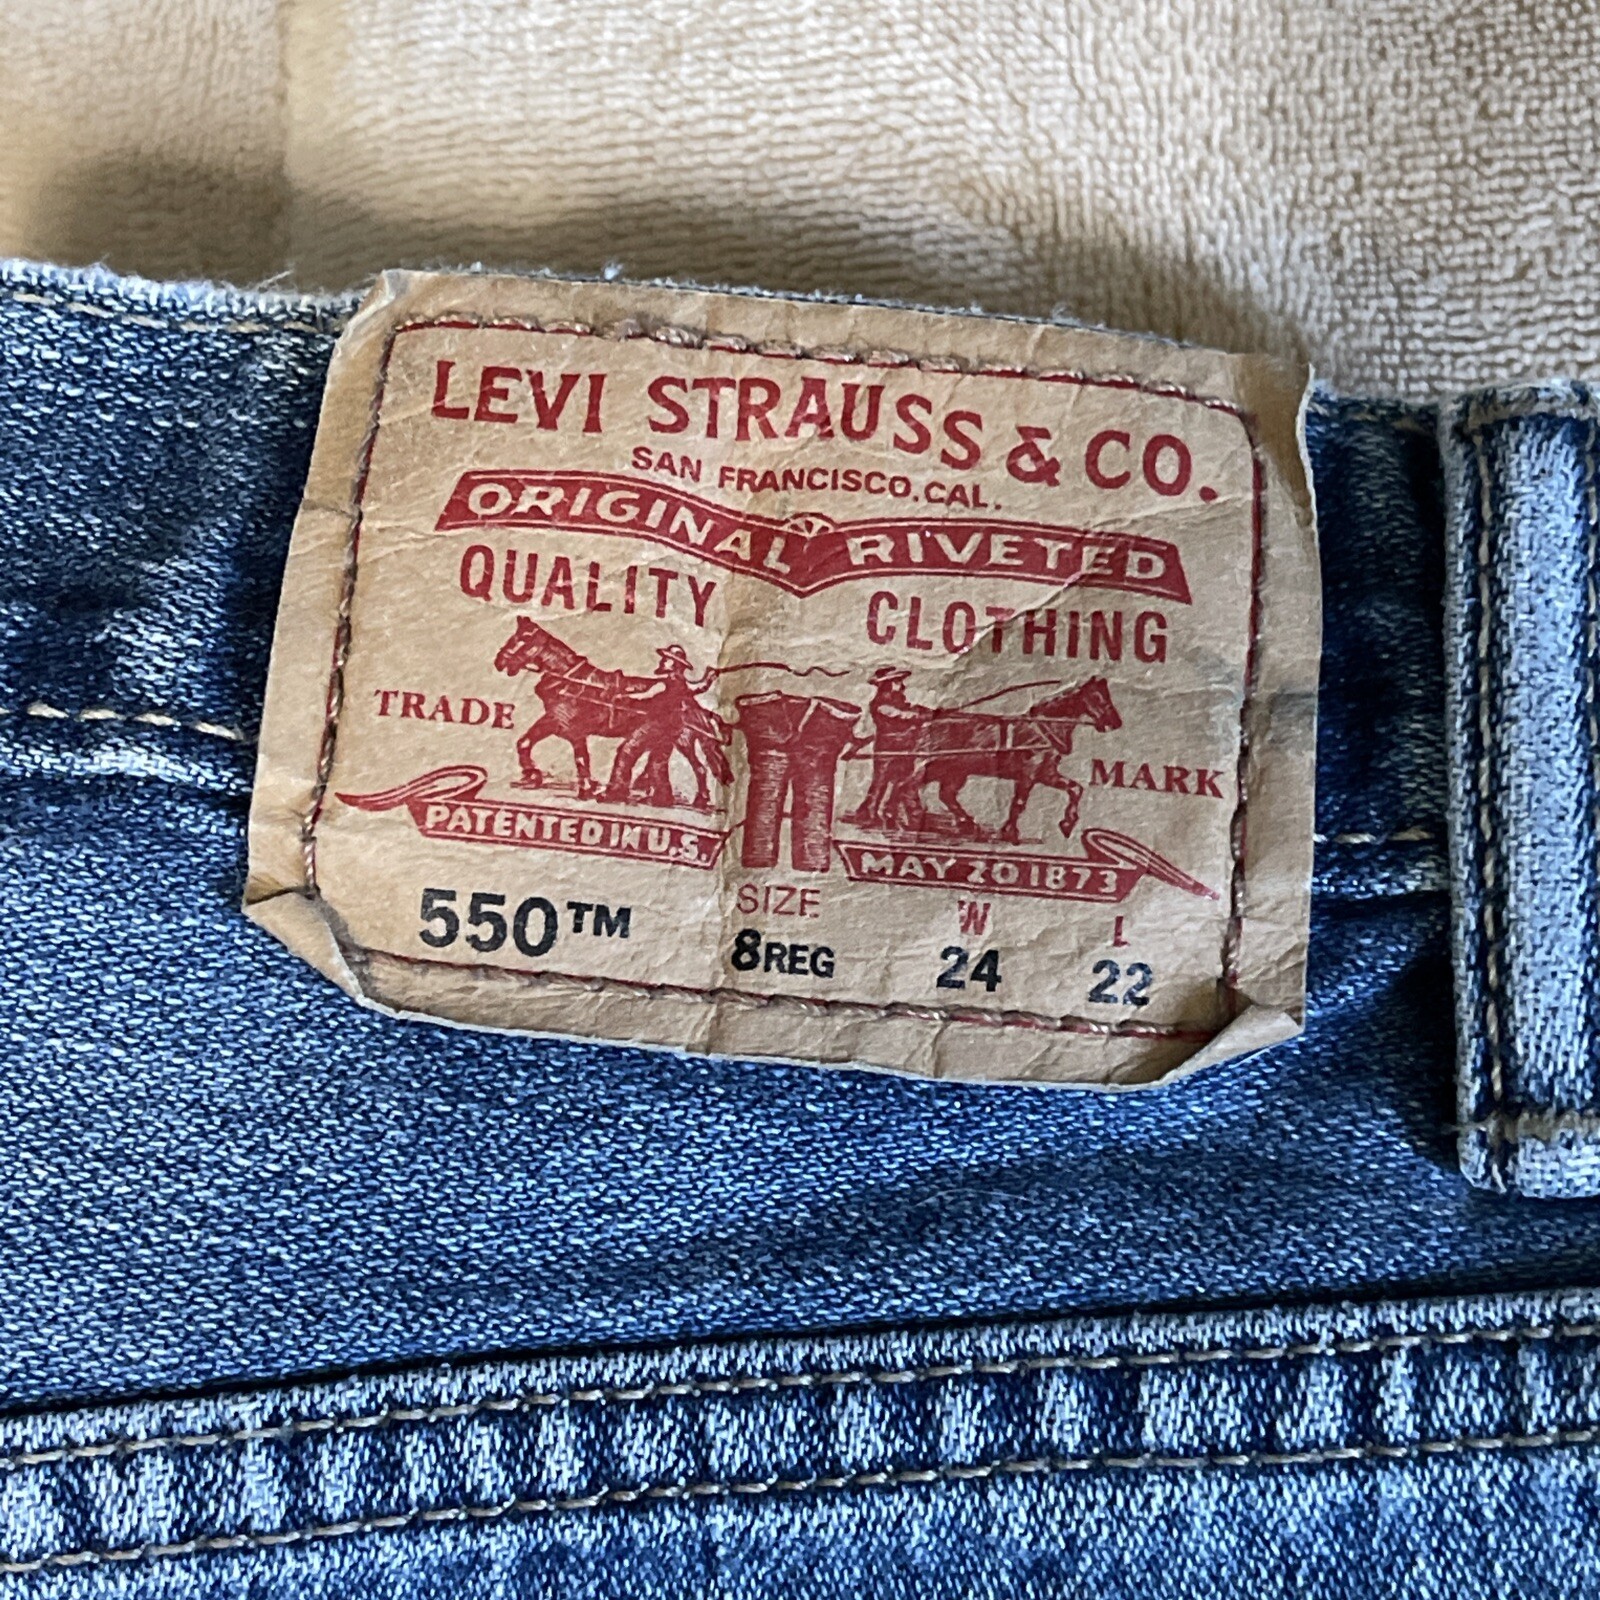 LEVI STRAUSS & CO.
SAN FRANCISCO, CAL.
ORIGINAL RIVETED
QUALITY CLOTHING
TRADE MARK
PATENTED IN U.S. MAY 20 1873
SIZE W L
550™ 8REG 24 22